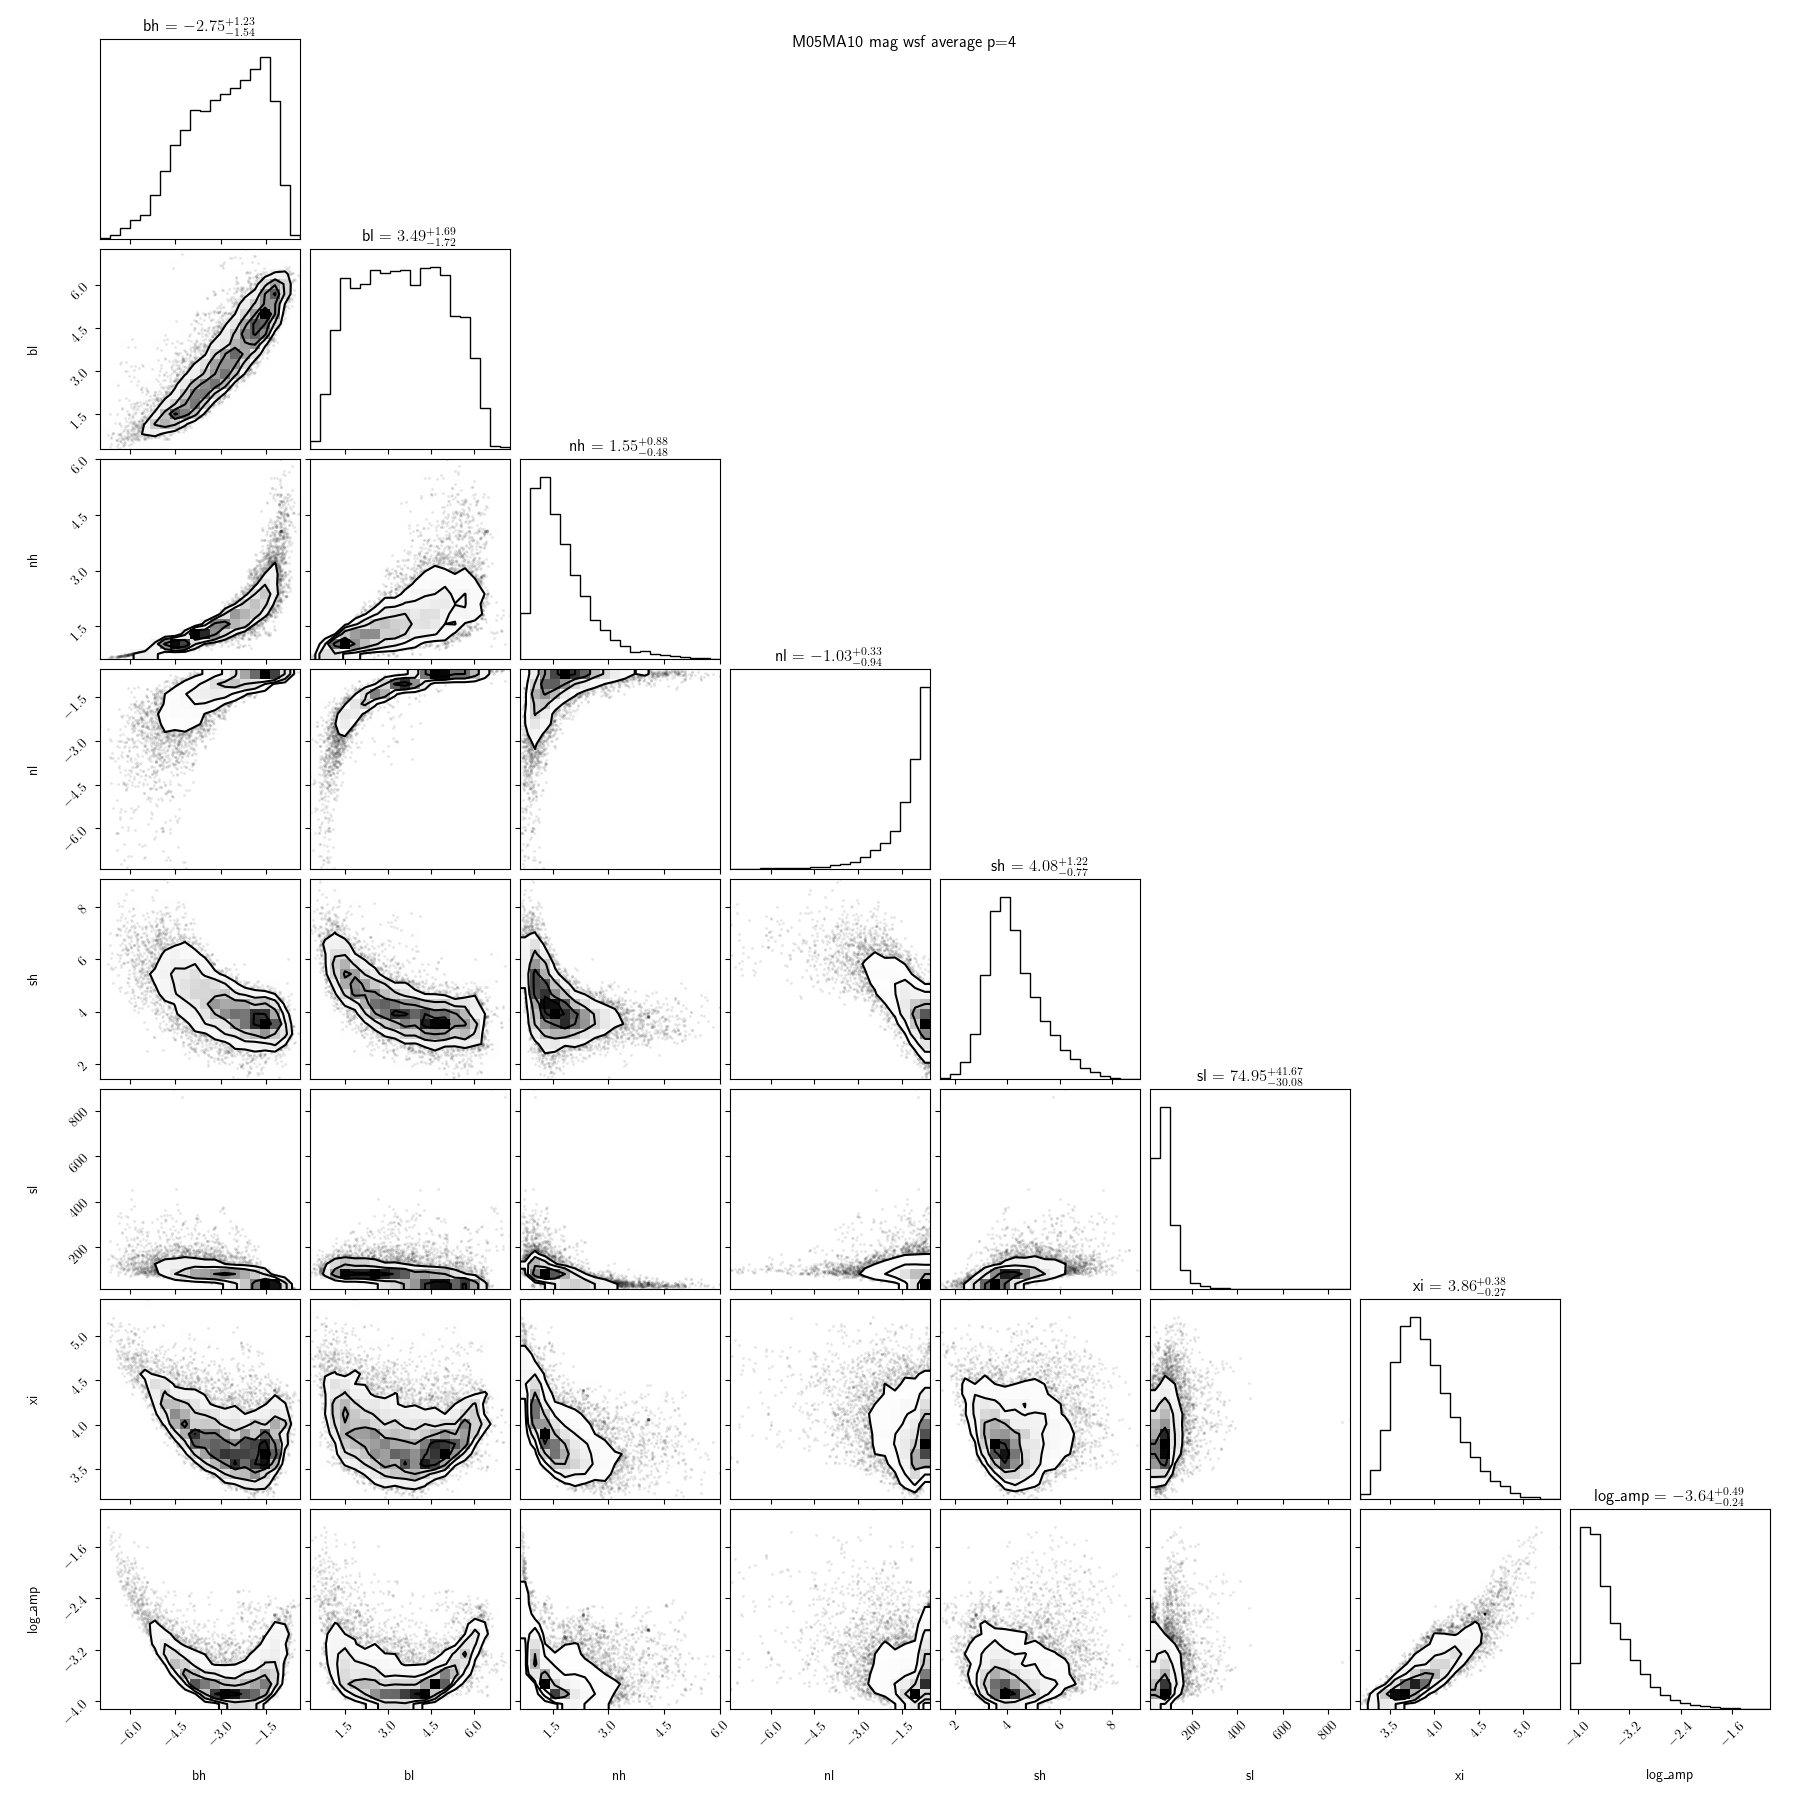 M05MA10 mag wsf average p=4
bh = −2.75+1.23−1.54
bl = 3.49+1.69−1.72
nh = 1.55+0.88−0.48
nl = −1.03+0.33−0.94
sh = 4.08+1.22−0.77
sl = 74.95+41.67−30.08
xi = 3.86+0.38−0.27
log_amp = −3.64+0.49−0.24
bl
6.0
4.5
3.0
1.5
nh
6.0
4.5
3.0
1.5
nl
−1.5
−3.0
−4.5
−6.0
sh
8
6
4
2
sl
800
600
400
200
xi
5.0
4.5
4.0
3.5
log_amp
−1.6
−2.4
−3.2
−4.0
−6.0 −4.5 −3.0 −1.5
1.5 3.0 4.5 6.0
1.5 3.0 4.5 6.0
−6.0 −4.5 −3.0 −1.5
2 4 6 8
200 400 600 800
3.5 4.0 4.5 5.0
−4.0 −3.2 −2.4 −1.6
bh bl nh nl sh sl xi log_amp